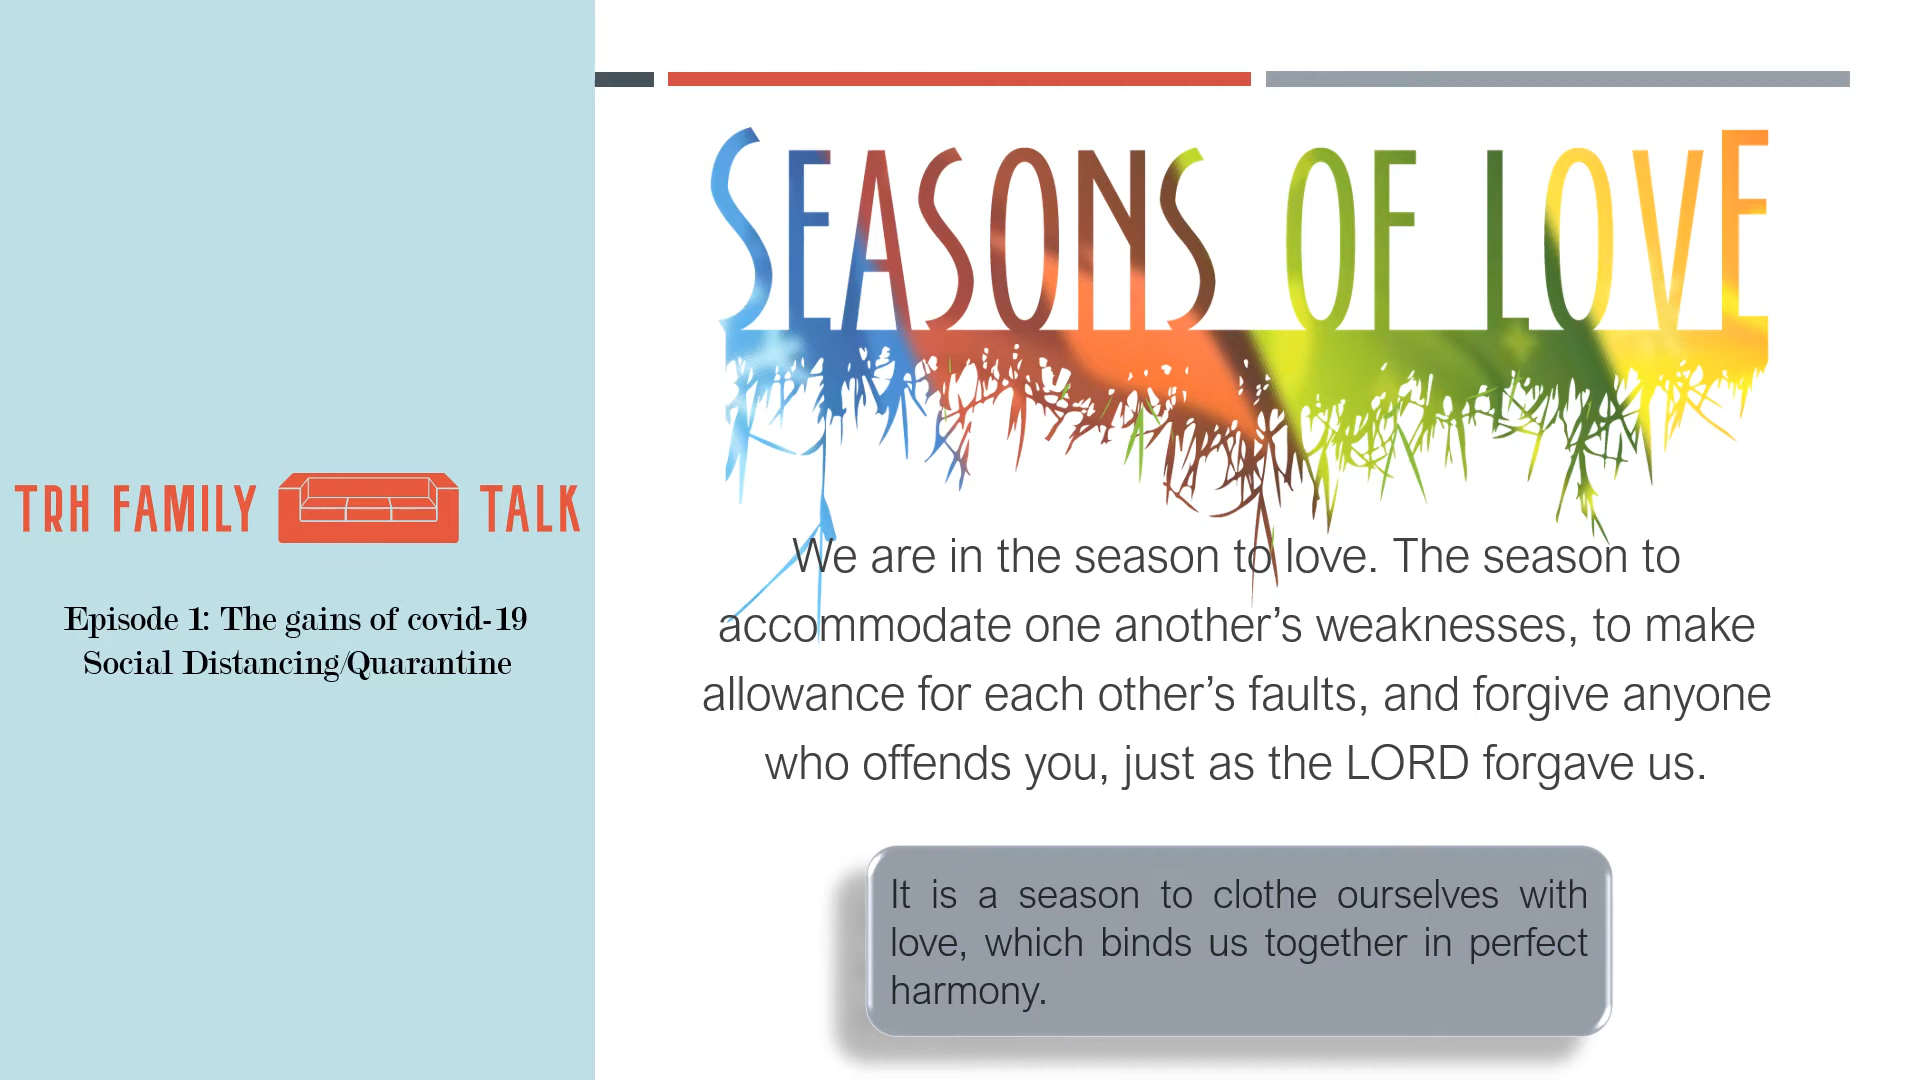 TRH FAMILY TALK
Episode 1: The gains of covid-19
Social Distancing/Quarantine
SEASONS OF LOVE
We are in the season to love. The season to
accommodate one another’s weaknesses, to make
allowance for each other’s faults, and forgive anyone
who offends you, just as the LORD forgave us.
It is a season to clothe ourselves with
love, which binds us together in perfect
harmony.